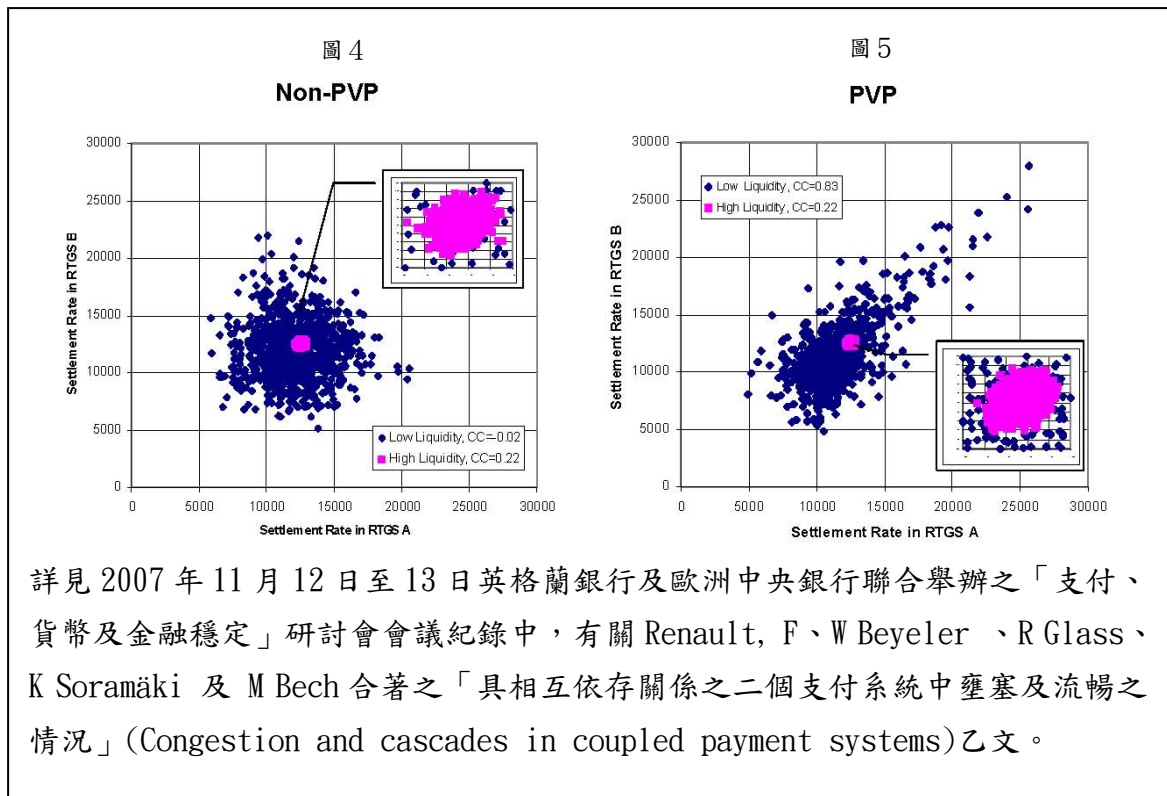 圖 4
Non-PVP
30000
25000
20000
15000
10000
5000
0
Settlement Rate in RTGS B
Low Liquidity, CC=-0.02
High Liquidity, CC=0.22
0 5000 10000 15000 20000 25000 30000
Settlement Rate in RTGS A
圖 5
PVP
30000
25000
20000
15000
10000
5000
0
Settlement Rate in RTGS B
Low Liquidity, CC=0.83
High Liquidity, CC=0.22
0 5000 10000 15000 20000 25000 30000
Settlement Rate in RTGS A
詳見 2007 年 11 月 12 日至 13 日英格蘭銀行及歐洲中央銀行聯合舉辦之「支付、
貨幣及金融穩定」研討會會議紀錄中，有關 Renault, F、W Beyeler 、R Glass、
K Soramäki 及 M Bech 合著之「具相互依存關係之二個支付系統中壅塞及流暢之
情況」(Congestion and cascades in coupled payment systems)乙文。